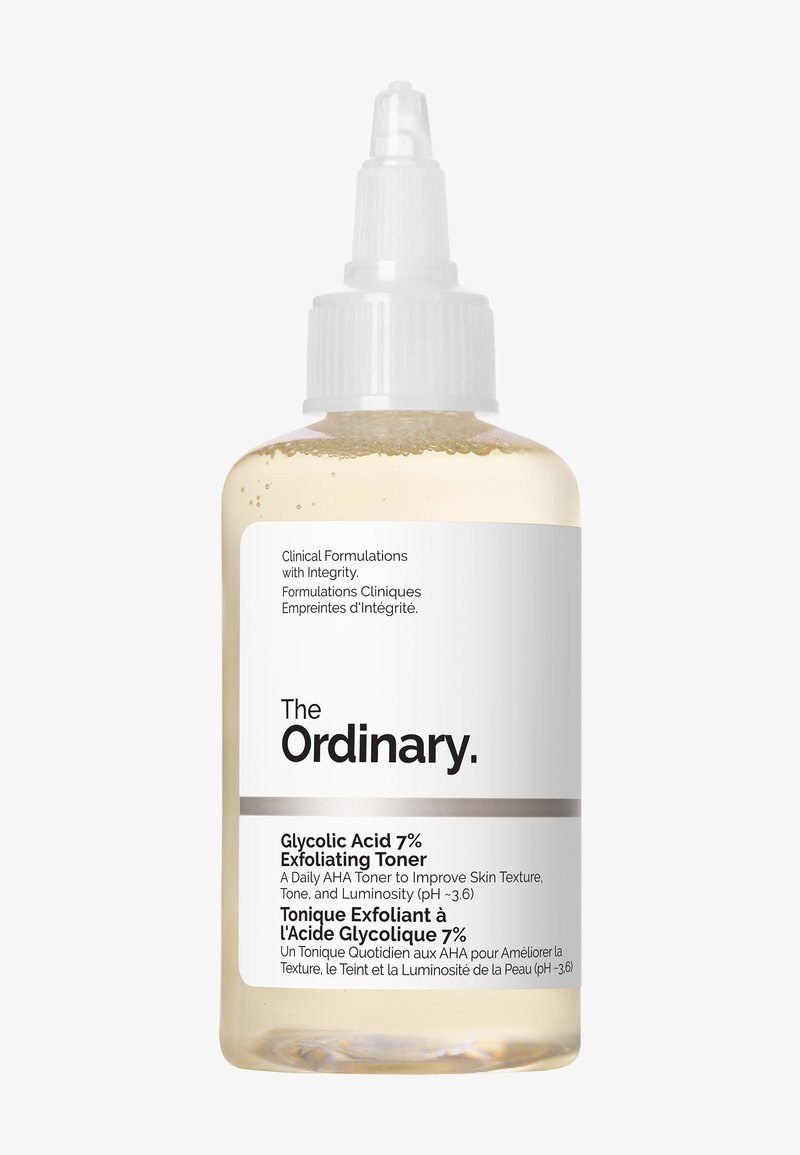 Clinical Formulations
with Integrity.
Formulations Cliniques
Empreintes d'Intégrité.
The
Ordinary.
Glycolic Acid 7%
Exfoliating Toner
A Daily AHA Toner to Improve Skin Texture,
Tone, and Luminosity (pH ~3.6)
Tonique Exfoliant à
l'Acide Glycolique 7%
Un Tonique Quotidien aux AHA pour Améliorer la
Texture, le Teint et la Luminosité de la Peau (pH ~3.6)